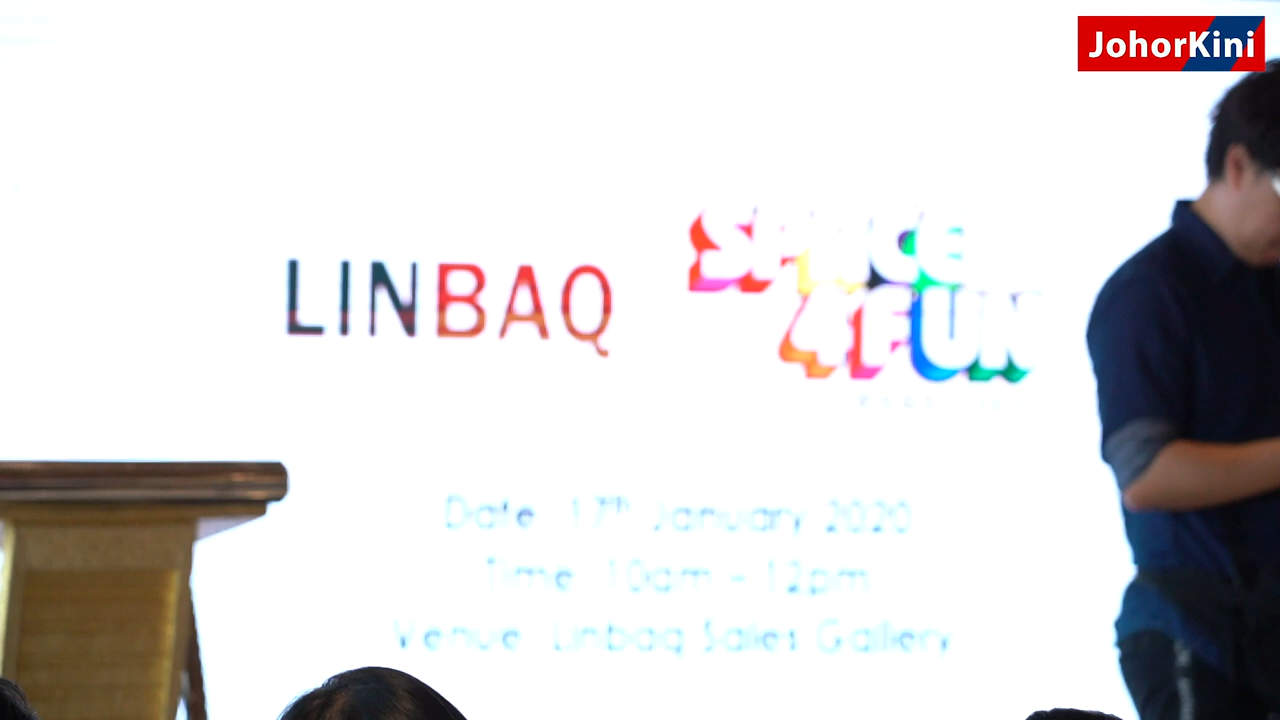 JohorKini
LINBAQ
SPACE
4FUN
Date: 17th January 2020
Time: 10am - 12pm
Venue: Linbaq Sales Gallery